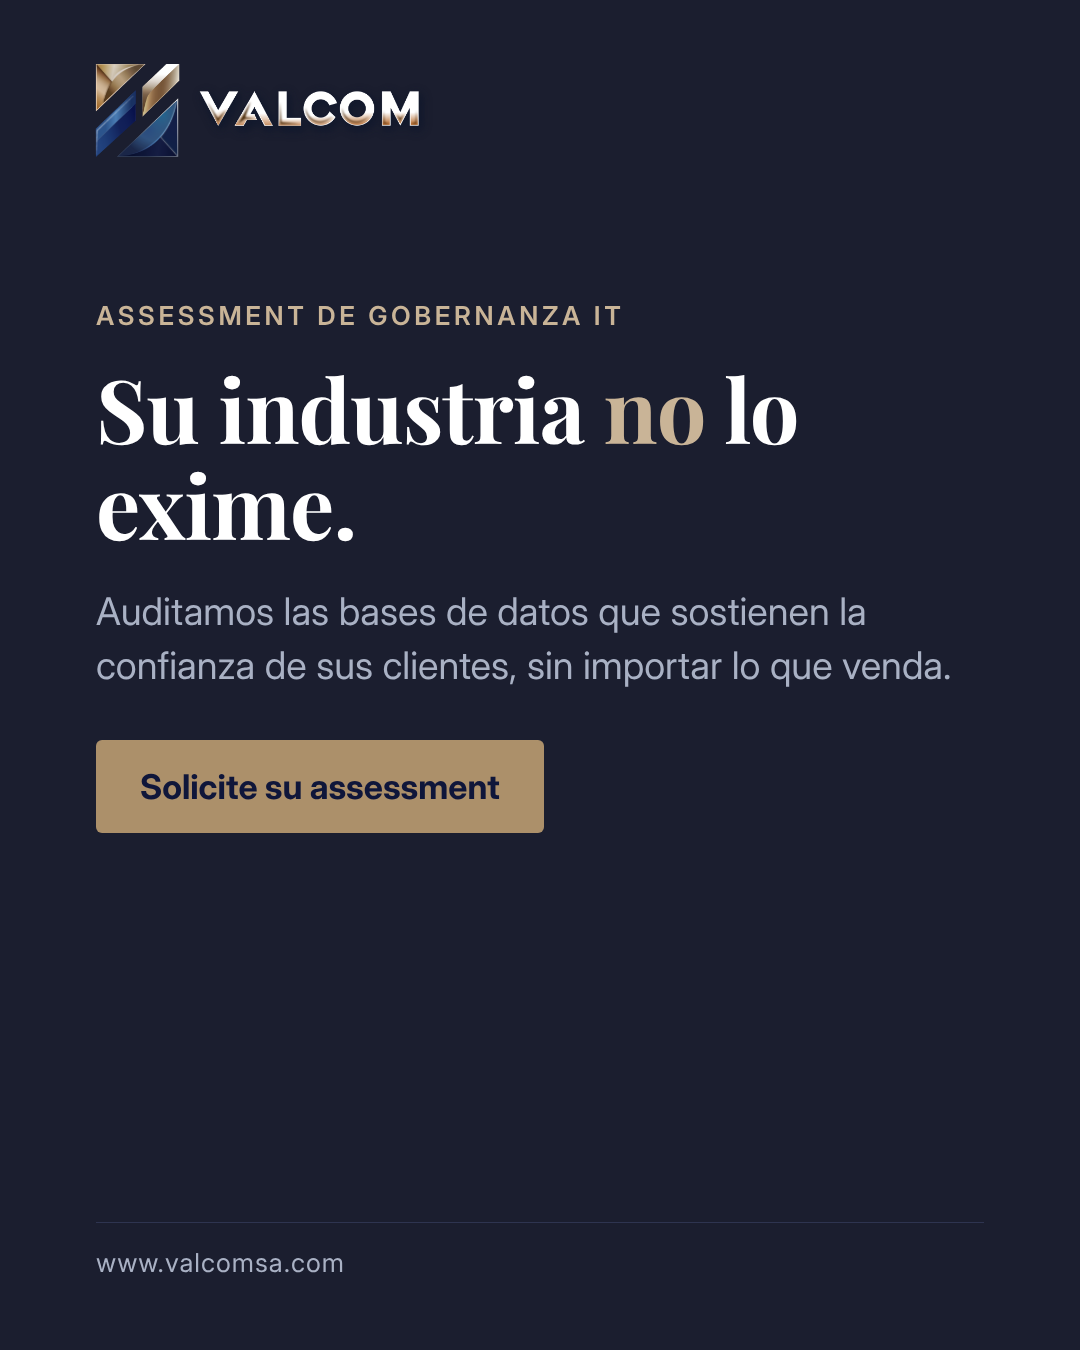 VALCOM
ASSESSMENT DE GOBERNANZA IT
Su industria no lo
exime.
Auditamos las bases de datos que sostienen la
confianza de sus clientes, sin importar lo que venda.
Solicite su assessment
www.valcomsa.com